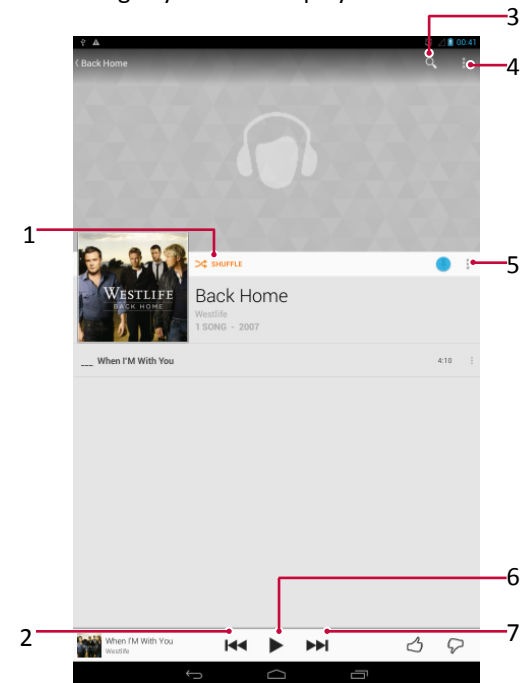 3
00:41
Back Home
4
1
SHUFFLE
5
WESTLIFE
BACK HOME
Back Home
Westlife
1 SONG - 2007
___ When I'M With You 4:10
6
2
When I'M With You
Westlife
7